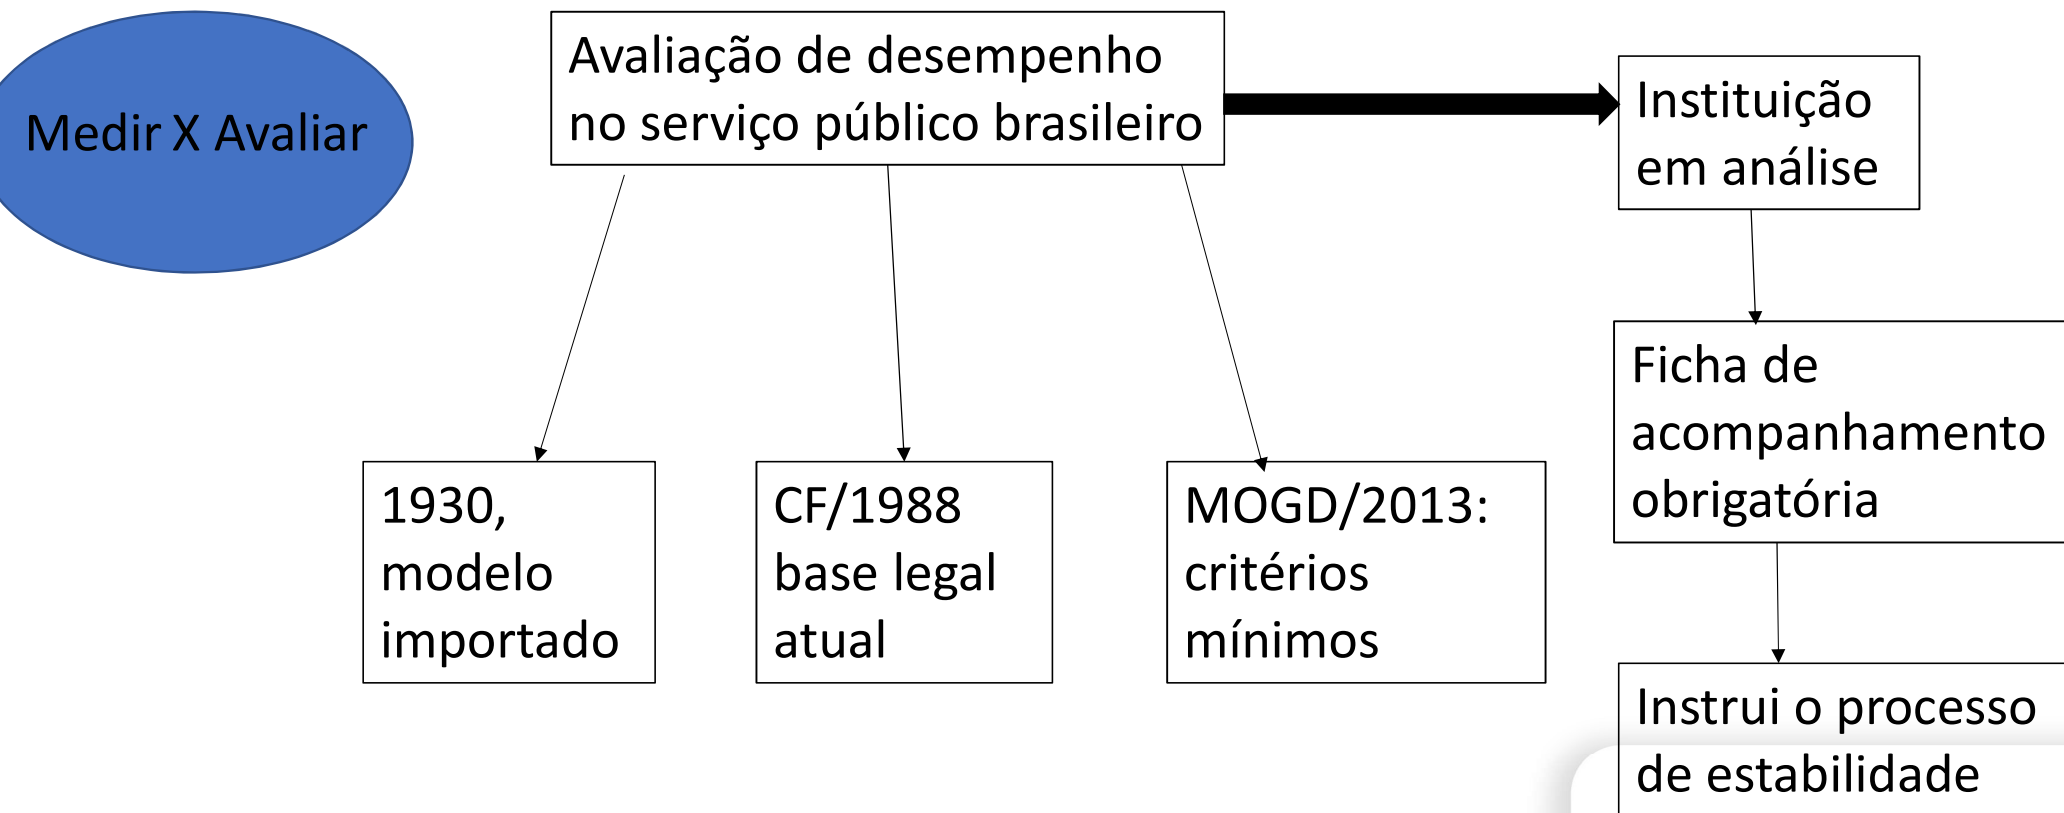 Medir X Avaliar
Avaliação de desempenho
no serviço público brasileiro
Instituição
em análise
1930,
modelo
importado
CF/1988
base legal
atual
MOGD/2013:
critérios
mínimos
Ficha de
acompanhamento
obrigatória
Instrui o processo
de estabilidade